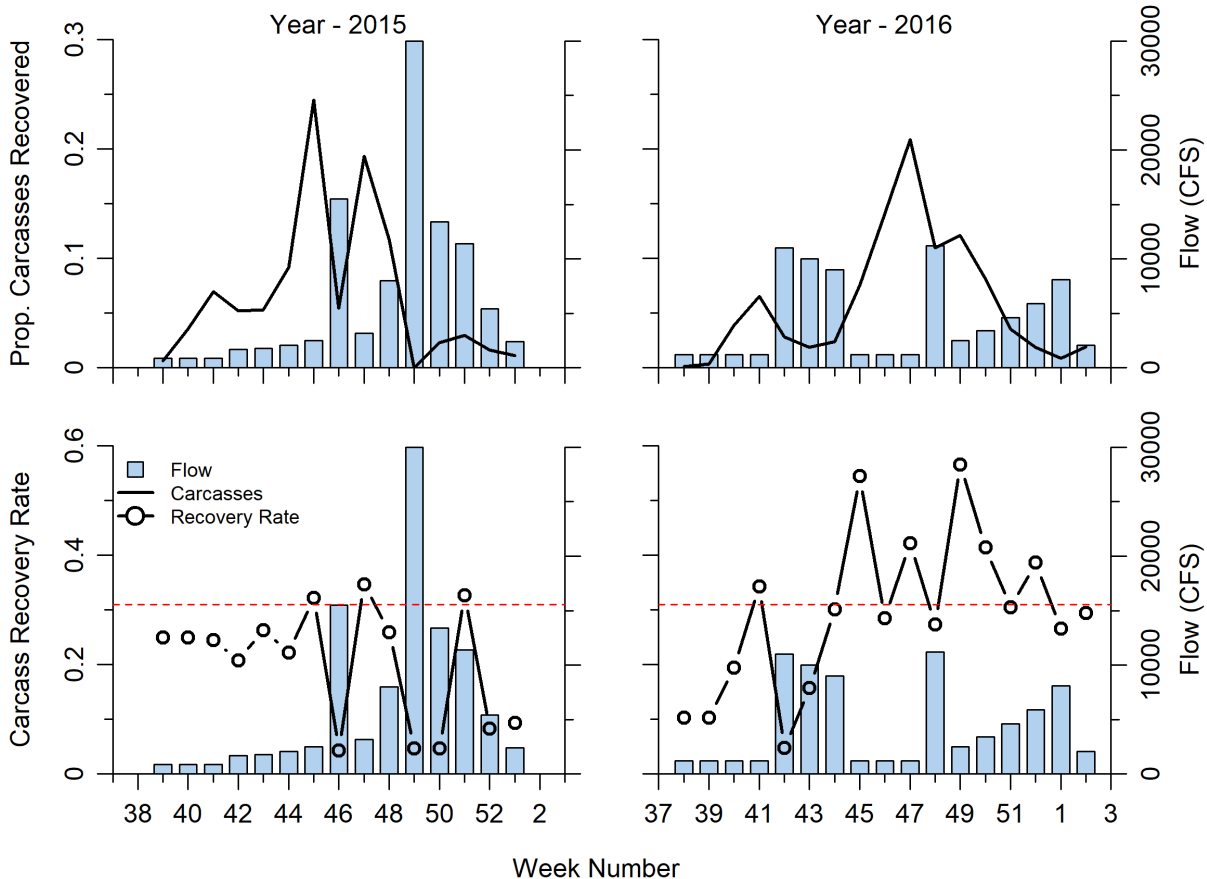 Year - 2015
Year - 2016
Prop. Carcasses Recovered
0.3
0.2
0.1
0
30000
20000
10000
0
Flow (CFS)
Carcass Recovery Rate
0.6
0.4
0.2
0
Flow
Carcasses
Recovery Rate
30000
20000
10000
0
Flow (CFS)
38 40 42 44 46 48 50 52 2
37 39 41 43 45 47 49 51 1 3
Week Number